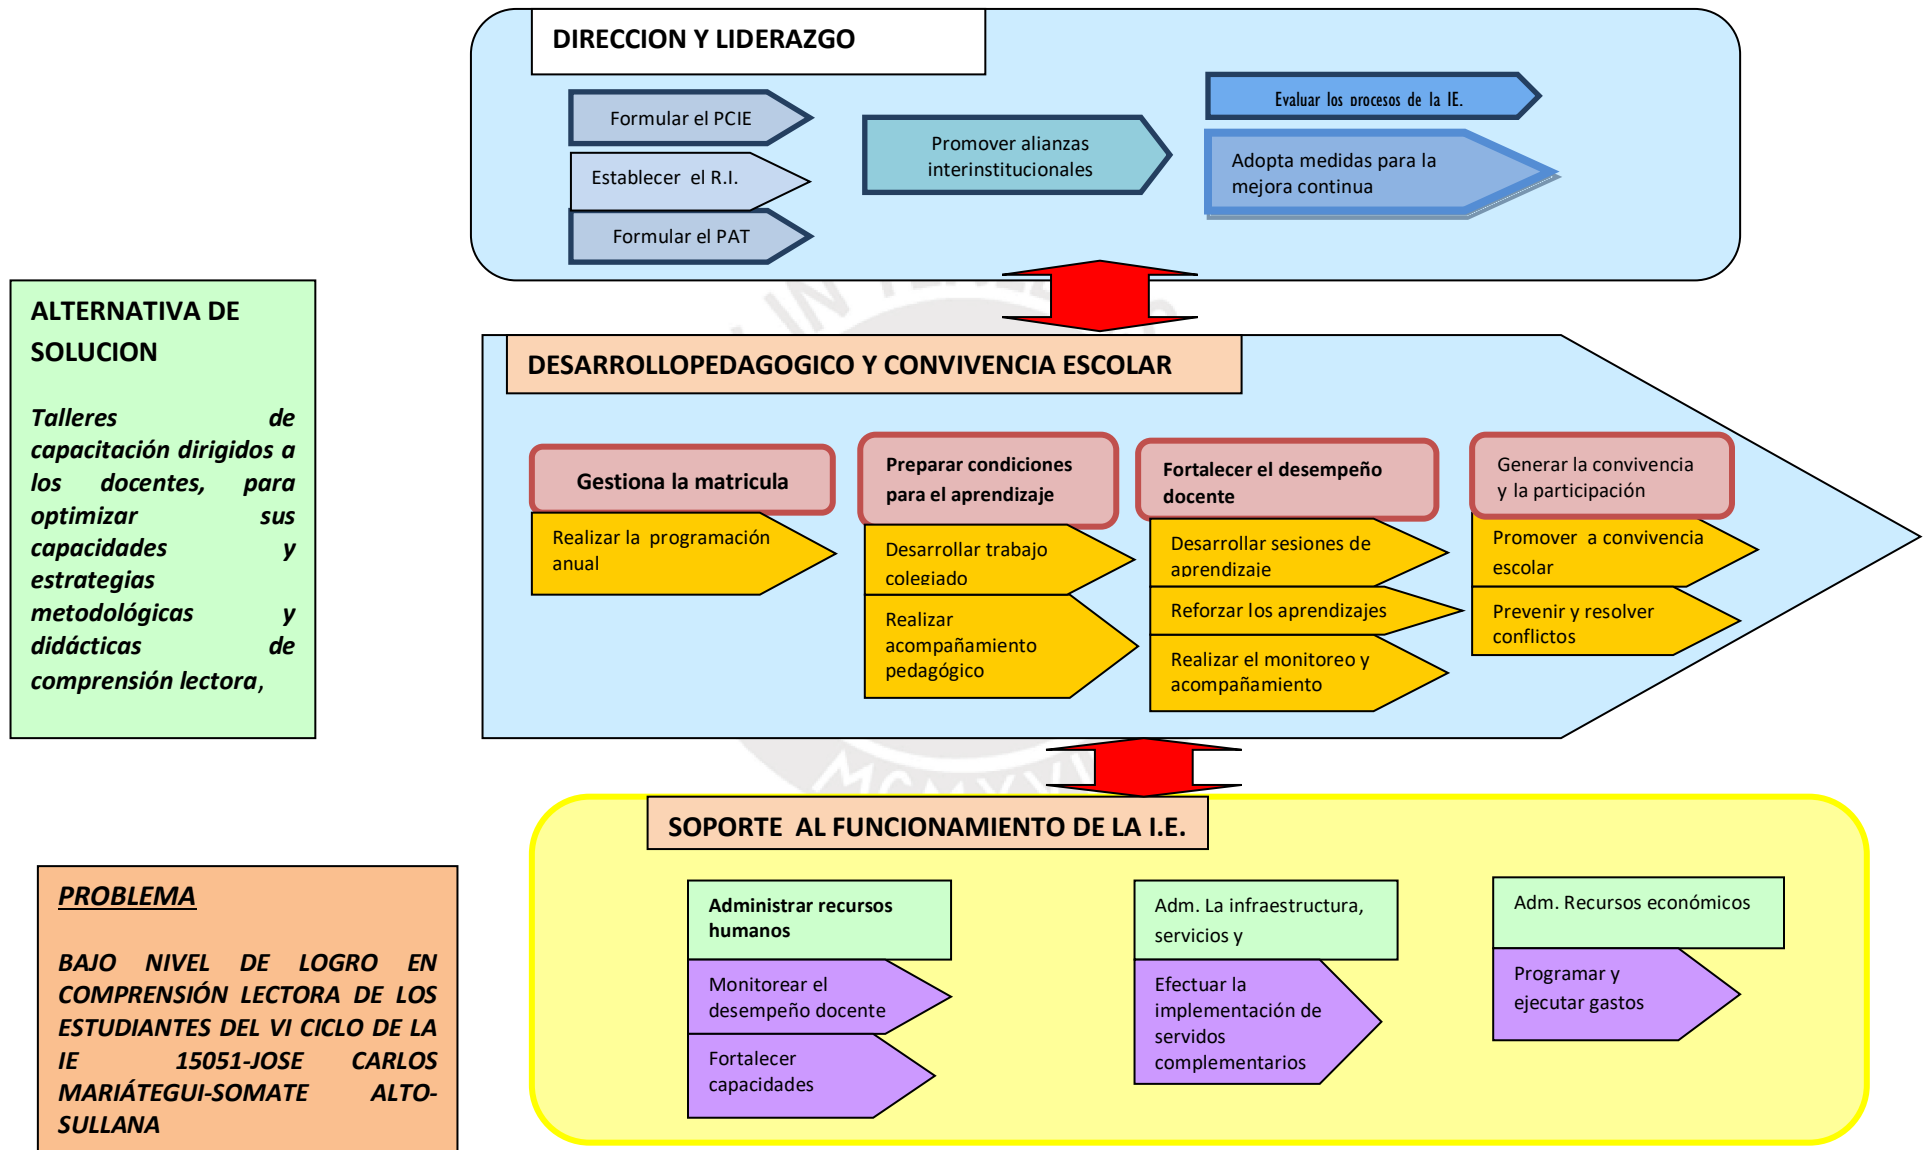 DIRECCION Y LIDERAZGO
Formular el PCIE
Establecer el R.I.
Formular el PAT
Promover alianzas
interinstitucionales
Evaluar los procesos de la IE.
Adopta medidas para la
mejora continua
ALTERNATIVA DE
SOLUCION
Talleres de
capacitación dirigidos a
los docentes, para
optimizar sus
capacidades y
estrategias
metodológicas y
didácticas de
comprensión lectora,
DESARROLLOPEDAGOGICO Y CONVIVENCIA ESCOLAR
Gestiona la matricula
Realizar la programación
anual
Preparar condiciones
para el aprendizaje
Desarrollar trabajo
colegiado
Realizar
acompañamiento
pedagógico
Fortalecer el desempeño
docente
Desarrollar sesiones de
aprendizaje
Reforzar los aprendizajes
Realizar el monitoreo y
acompañamiento
Generar la convivencia
y la participación
Promover a convivencia
escolar
Prevenir y resolver
conflictos
MCMXVI
SOPORTE AL FUNCIONAMIENTO DE LA I.E.
Administrar recursos
humanos
Monitorear el
desempeño docente
Fortalecer
capacidades
Adm. La infraestructura,
servicios y
Efectuar la
implementación de
servidos
complementarios
Adm. Recursos económicos
Programar y
ejecutar gastos
PROBLEMA
BAJO NIVEL DE LOGRO EN
COMPRENSIÓN LECTORA DE LOS
ESTUDIANTES DEL VI CICLO DE LA
IE 15051-JOSE CARLOS
MARIÁTEGUI-SOMATE ALTO-
SULLANA